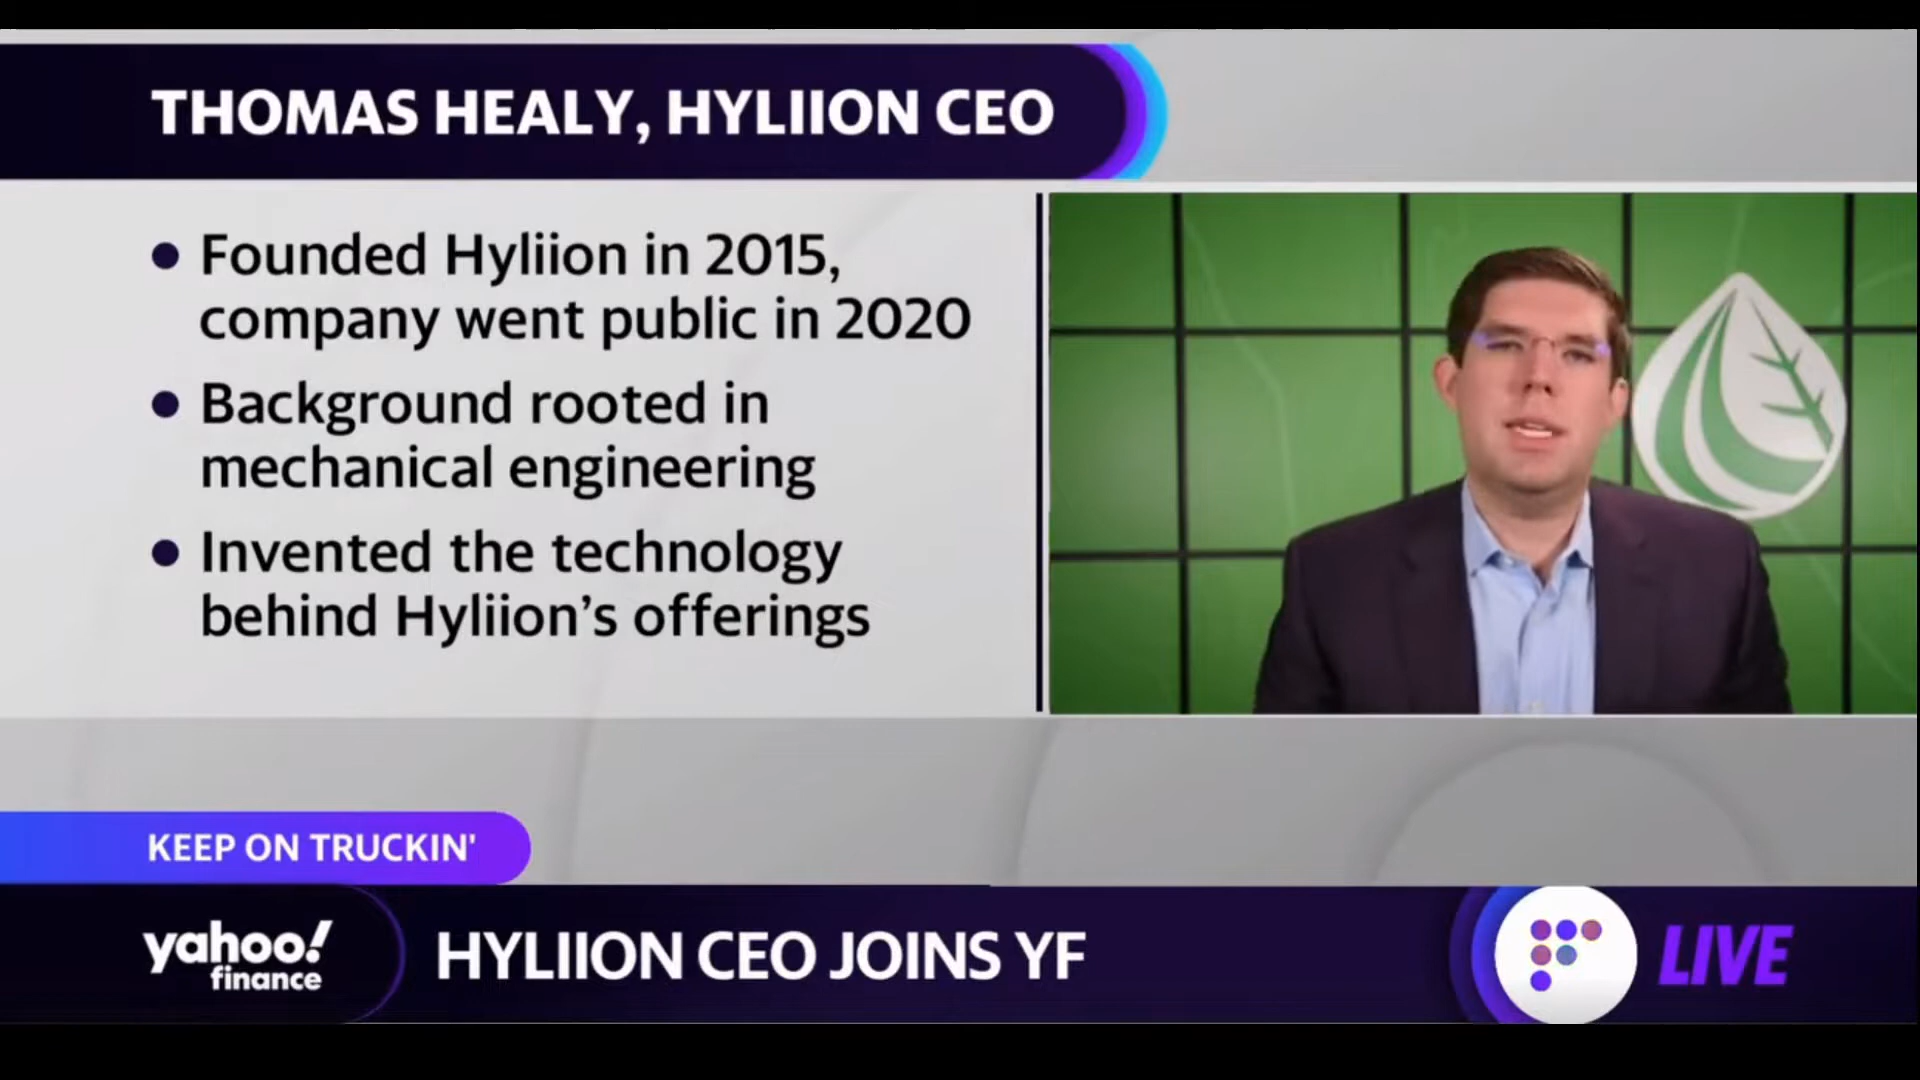 THOMAS HEALY, HYLIION CEO
• Founded Hyliion in 2015,
company went public in 2020
• Background rooted in
mechanical engineering
• Invented the technology
behind Hyliion’s offerings
KEEP ON TRUCKIN'
yahoo!
finance
HYLIION CEO JOINS YF
LIVE